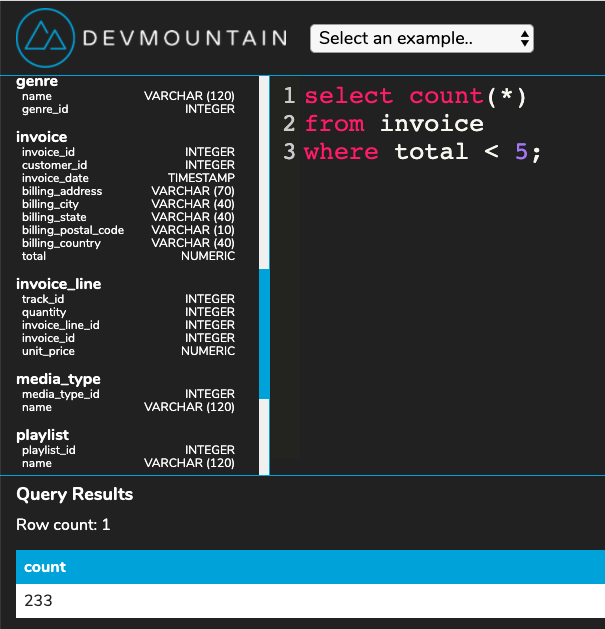 DEVMOUNTAIN
Select an example..
genre
name VARCHAR (120)
genre_id INTEGER
invoice
invoice_id INTEGER
customer_id INTEGER
invoice_date TIMESTAMP
billing_address VARCHAR (70)
billing_city VARCHAR (40)
billing_state VARCHAR (40)
billing_postal_code VARCHAR (10)
billing_country VARCHAR (40)
total NUMERIC
invoice_line
track_id INTEGER
quantity INTEGER
invoice_line_id INTEGER
invoice_id INTEGER
unit_price NUMERIC
media_type
media_type_id INTEGER
name VARCHAR (120)
playlist
playlist_id INTEGER
name VARCHAR (120)
1 select count(*)
2 from invoice
3 where total < 5;
Query Results
Row count: 1
count
233